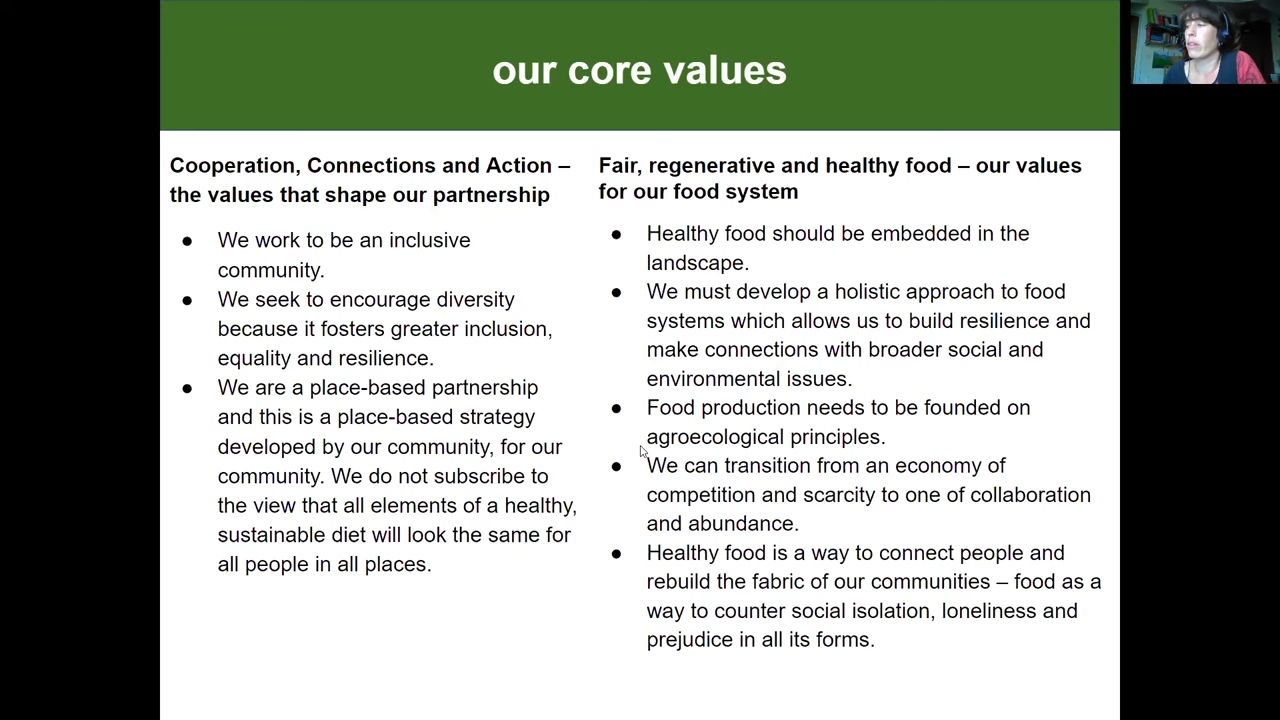 our core values
Cooperation, Connections and Action –
the values that shape our partnership
● We work to be an inclusive
community.
● We seek to encourage diversity
because it fosters greater inclusion,
equality and resilience.
● We are a place-based partnership
and this is a place-based strategy
developed by our community, for our
community. We do not subscribe to
the view that all elements of a healthy,
sustainable diet will look the same for
all people in all places.
Fair, regenerative and healthy food – our values
for our food system
● Healthy food should be embedded in the
landscape.
● We must develop a holistic approach to food
systems which allows us to build resilience and
make connections with broader social and
environmental issues.
● Food production needs to be founded on
agroecological principles.
● We can transition from an economy of
competition and scarcity to one of collaboration
and abundance.
● Healthy food is a way to connect people and
rebuild the fabric of our communities – food as a
way to counter social isolation, loneliness and
prejudice in all its forms.